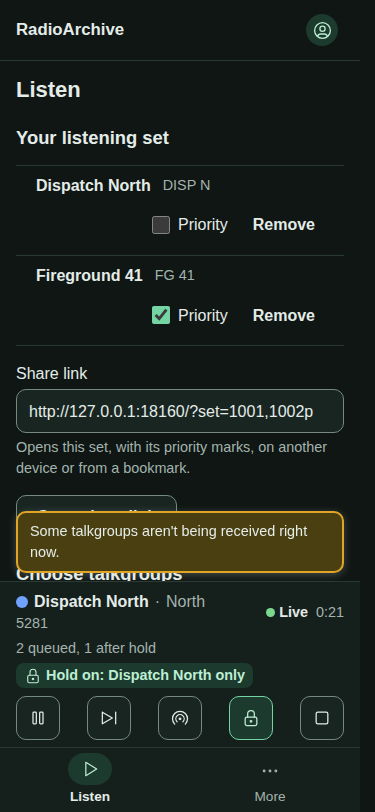 RadioArchive
Listen
Your listening set
Dispatch North DISP N
Priority Remove
Fireground 41 FG 41
Priority Remove
Share link
http://127.0.0.1:18160/?set=1001,1002p
Opens this set, with its priority marks, on another
device or from a bookmark.
Some talkgroups aren't being received right
now.
Choose talkgroups
Dispatch North · North
5281
Live 0:21
2 queued, 1 after hold
Hold on: Dispatch North only
Listen
More